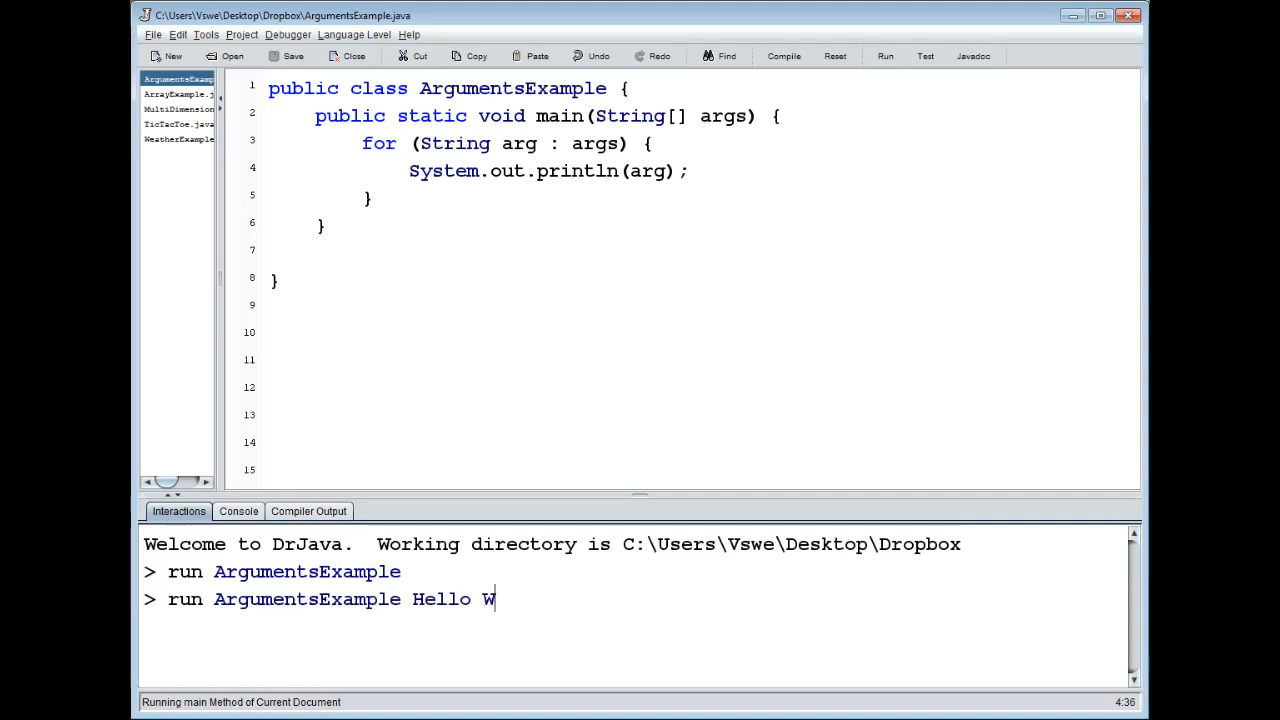 C:\Users\Vswe\Desktop\Dropbox\ArgumentsExample.java
File Edit Tools Project Debugger Language Level Help
New Open Save Close Cut Copy Paste Undo Redo Find Compile Reset Run Test Javadoc
ArgumentsExamp
ArrayExample.j
MultiDimension
TicTacToe.java
WeatherExample
1 public class ArgumentsExample {
2 public static void main(String[] args) {
3 for (String arg : args) {
4 System.out.println(arg);
5 }
6 }
7
8 }
9
10
11
12
13
14
15
Interactions Console Compiler Output
Welcome to DrJava.  Working directory is C:\Users\Vswe\Desktop\Dropbox
> run ArgumentsExample
> run ArgumentsExample Hello W
Running main Method of Current Document 4:36